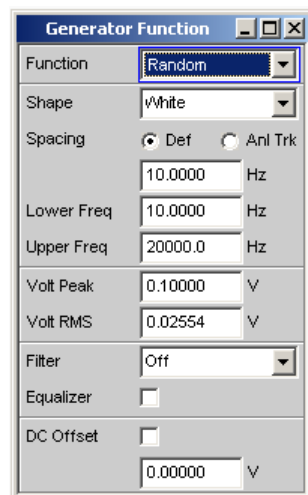 Generator Function
Function Random
Shape White
Spacing Def Anl Trk
10.0000 Hz
Lower Freq 10.0000 Hz
Upper Freq 20000.0 Hz
Volt Peak 0.10000 V
Volt RMS 0.02554 V
Filter Off
Equalizer
DC Offset
0.00000 V